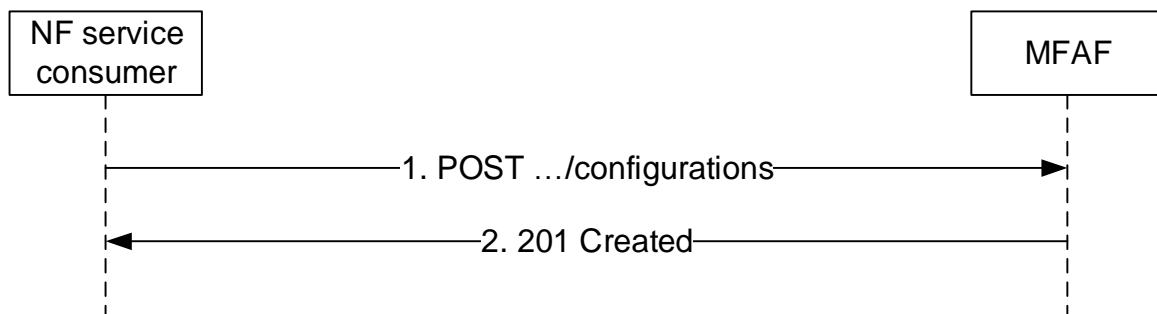 NF service
consumer
MFAF
1. POST …/configurations
2. 201 Created